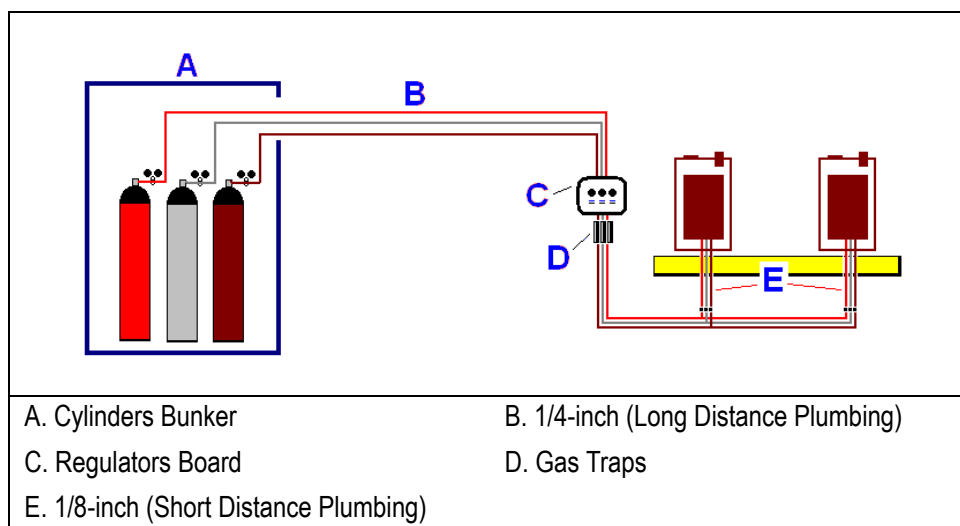 A
B
C
D
E
A. Cylinders Bunker
B. 1/4-inch (Long Distance Plumbing)
C. Regulators Board
D. Gas Traps
E. 1/8-inch (Short Distance Plumbing)